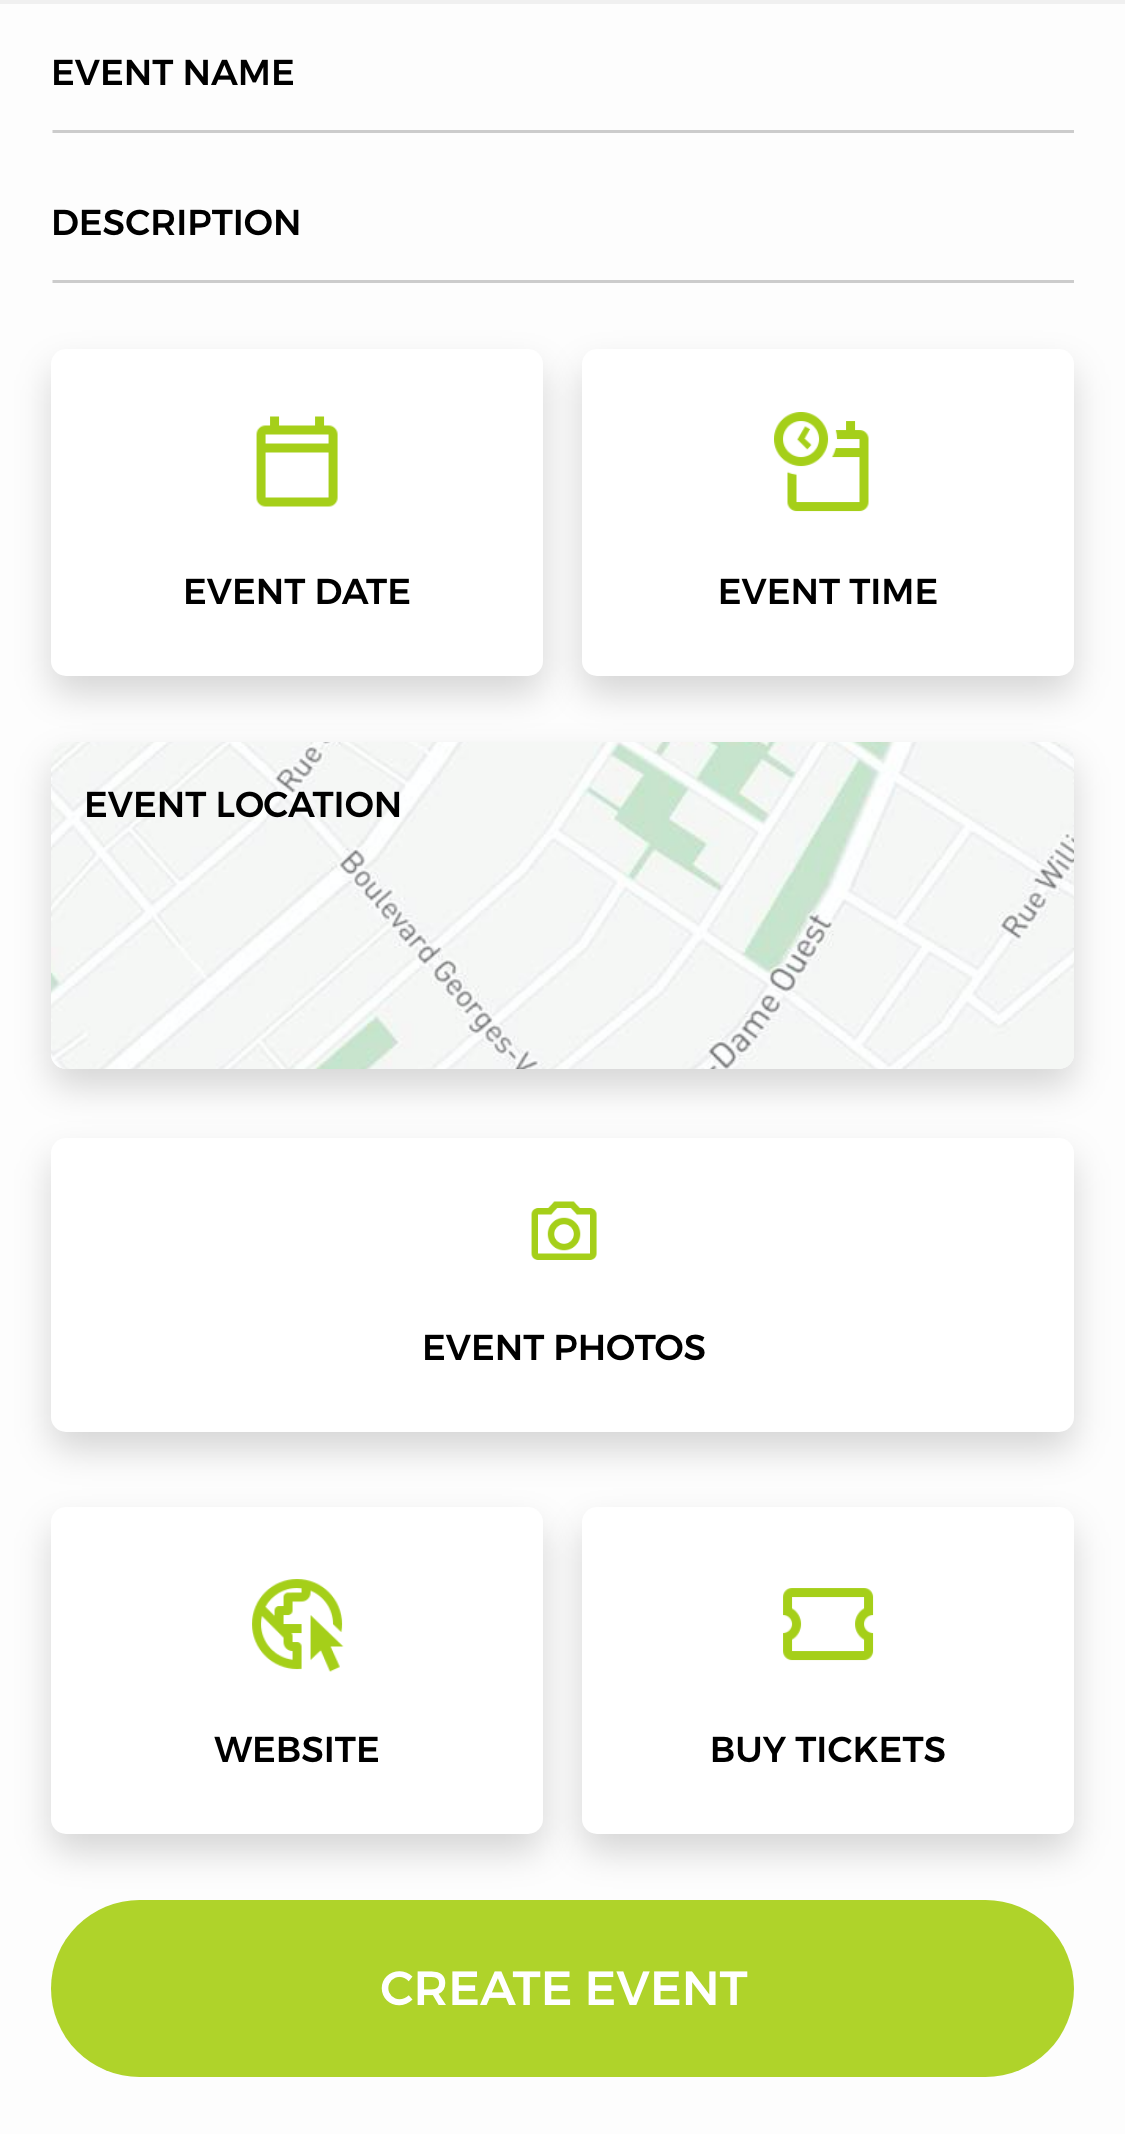 EVENT NAME
DESCRIPTION
EVENT DATE
EVENT TIME
Rue
EVENT LOCATION
Boulevard Georges-V
-Dame Ouest
Rue Willi
EVENT PHOTOS
WEBSITE
BUY TICKETS
CREATE EVENT